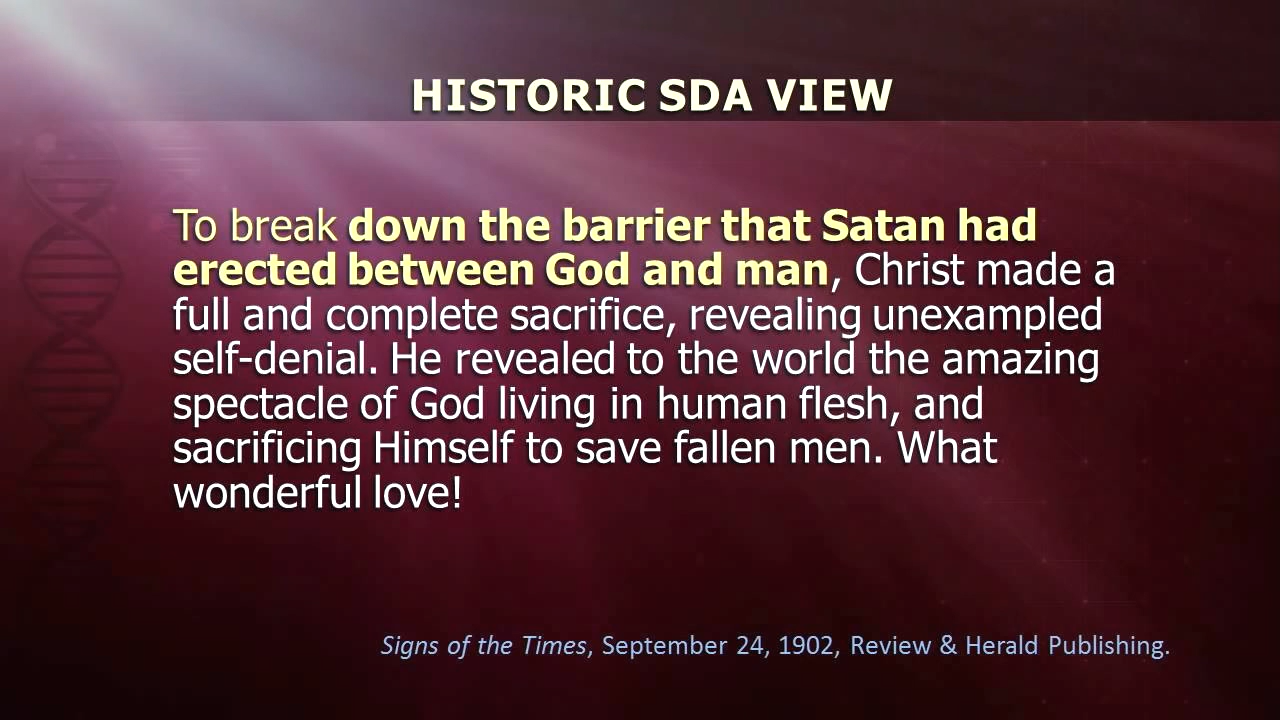 HISTORIC SDA VIEW
To break down the barrier that Satan had
erected between God and man, Christ made a
full and complete sacrifice, revealing unexampled
self-denial. He revealed to the world the amazing
spectacle of God living in human flesh, and
sacrificing Himself to save fallen men. What
wonderful love!
Signs of the Times, September 24, 1902, Review & Herald Publishing.